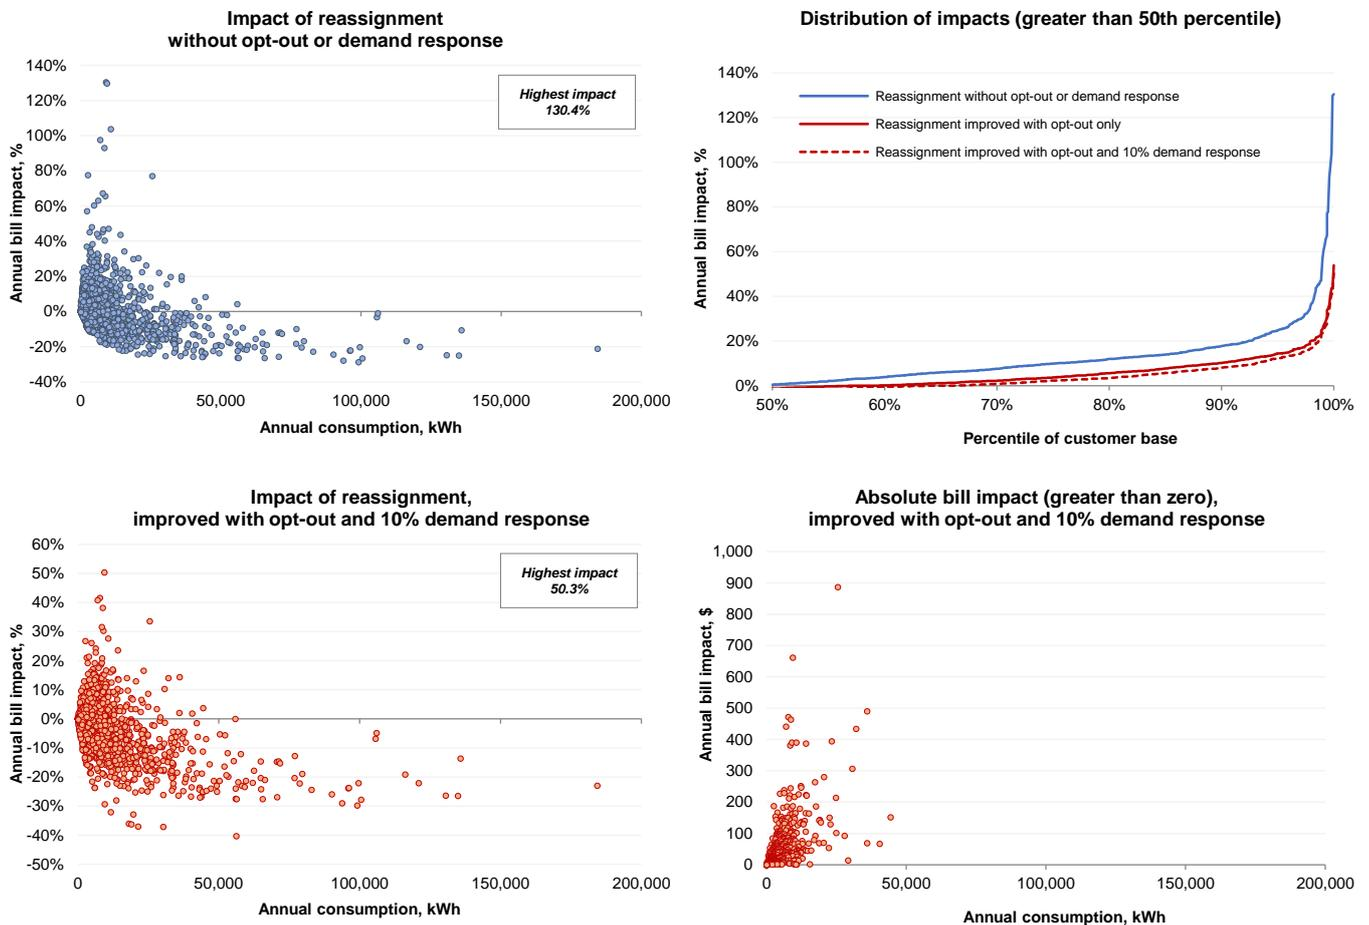 Impact of reassignment
without opt-out or demand response
140%
120%
100%
80%
60%
40%
20%
0%
-20%
-40%
Annual bill impact, %
Highest impact
130.4%
0 50,000 100,000 150,000 200,000
Annual consumption, kWh
Distribution of impacts (greater than 50th percentile)
140%
120%
100%
80%
60%
40%
20%
0%
Annual bill impact, %
Reassignment without opt-out or demand response
Reassignment improved with opt-out only
Reassignment improved with opt-out and 10% demand response
50% 60% 70% 80% 90% 100%
Percentile of customer base
Impact of reassignment,
improved with opt-out and 10% demand response
60%
50%
40%
30%
20%
10%
0%
-10%
-20%
-30%
-40%
-50%
Annual bill impact, %
Highest impact
50.3%
0 50,000 100,000 150,000 200,000
Annual consumption, kWh
Absolute bill impact (greater than zero),
improved with opt-out and 10% demand response
1,000
900
800
700
600
500
400
300
200
100
0
Annual bill impact, $
0 50,000 100,000 150,000 200,000
Annual consumption, kWh